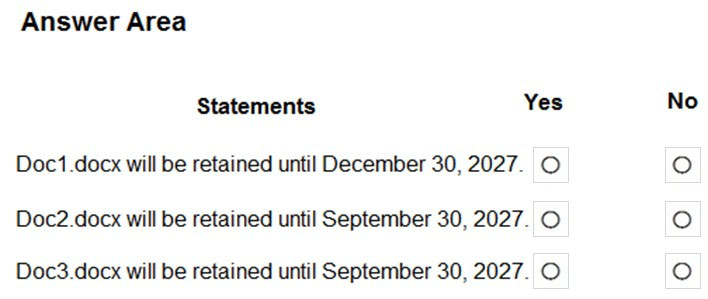 Answer Area
Statements Yes No
Doc1.docx will be retained until December 30, 2027.
Doc2.docx will be retained until September 30, 2027.
Doc3.docx will be retained until September 30, 2027.